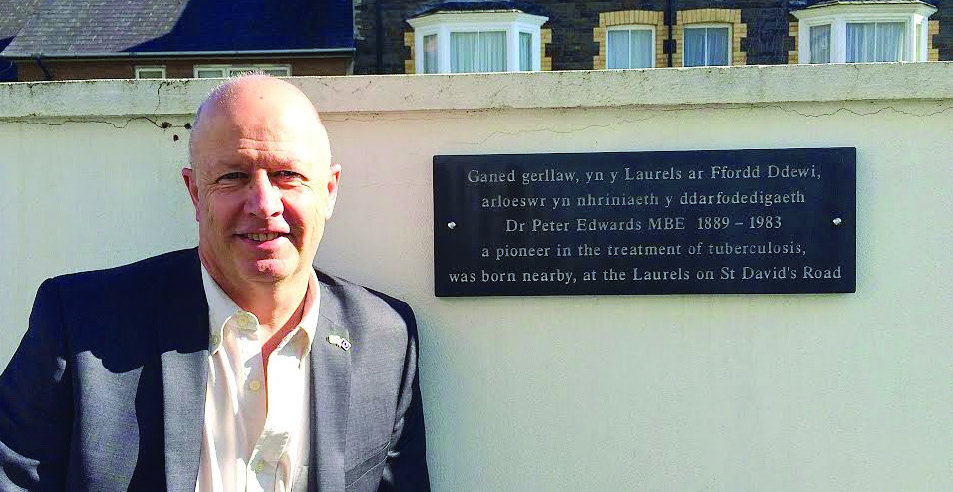 Ganed gerllaw, yn y Laurels ar Ffordd Ddewi,
arloeswr yn nhriniaeth y ddarfodedigaeth
Dr Peter Edwards MBE 1889 – 1983
a pioneer in the treatment of tuberculosis,
was born nearby, at the Laurels on St David's Road